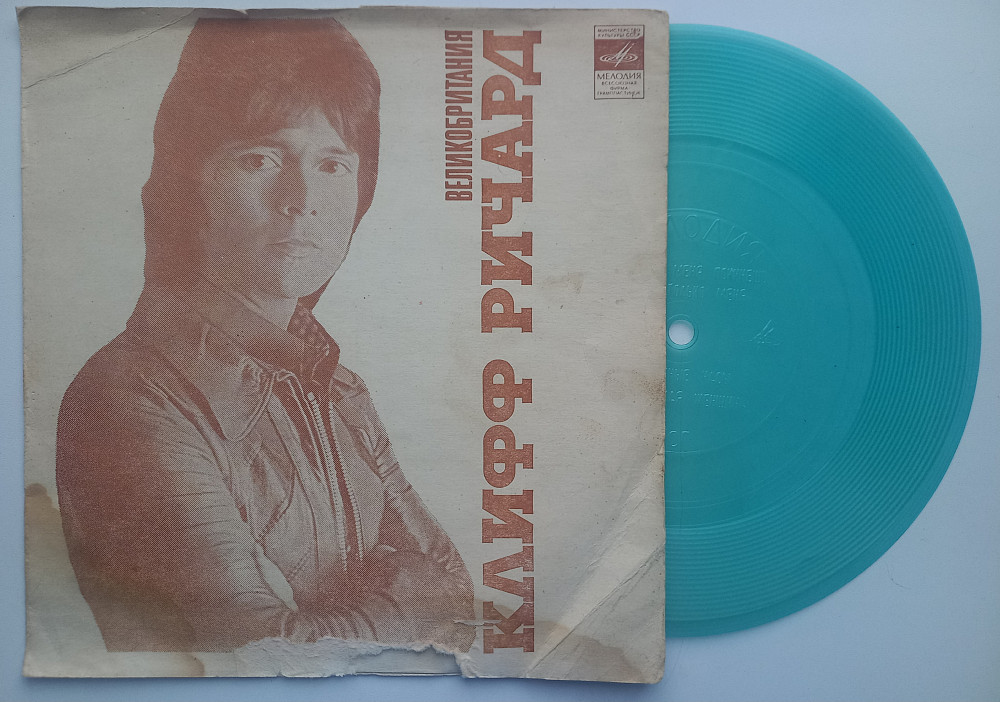 ВЕЛИКОБРИТАНИЯ
КЛИФФ РИЧАРД
МИНИСТЕРСТВО
КУЛЬТУРЫ СССР
МЕЛОДИЯ
ВСЕСОЮЗНАЯ
ФИРМА
ГРАМПЛАСТИНОК